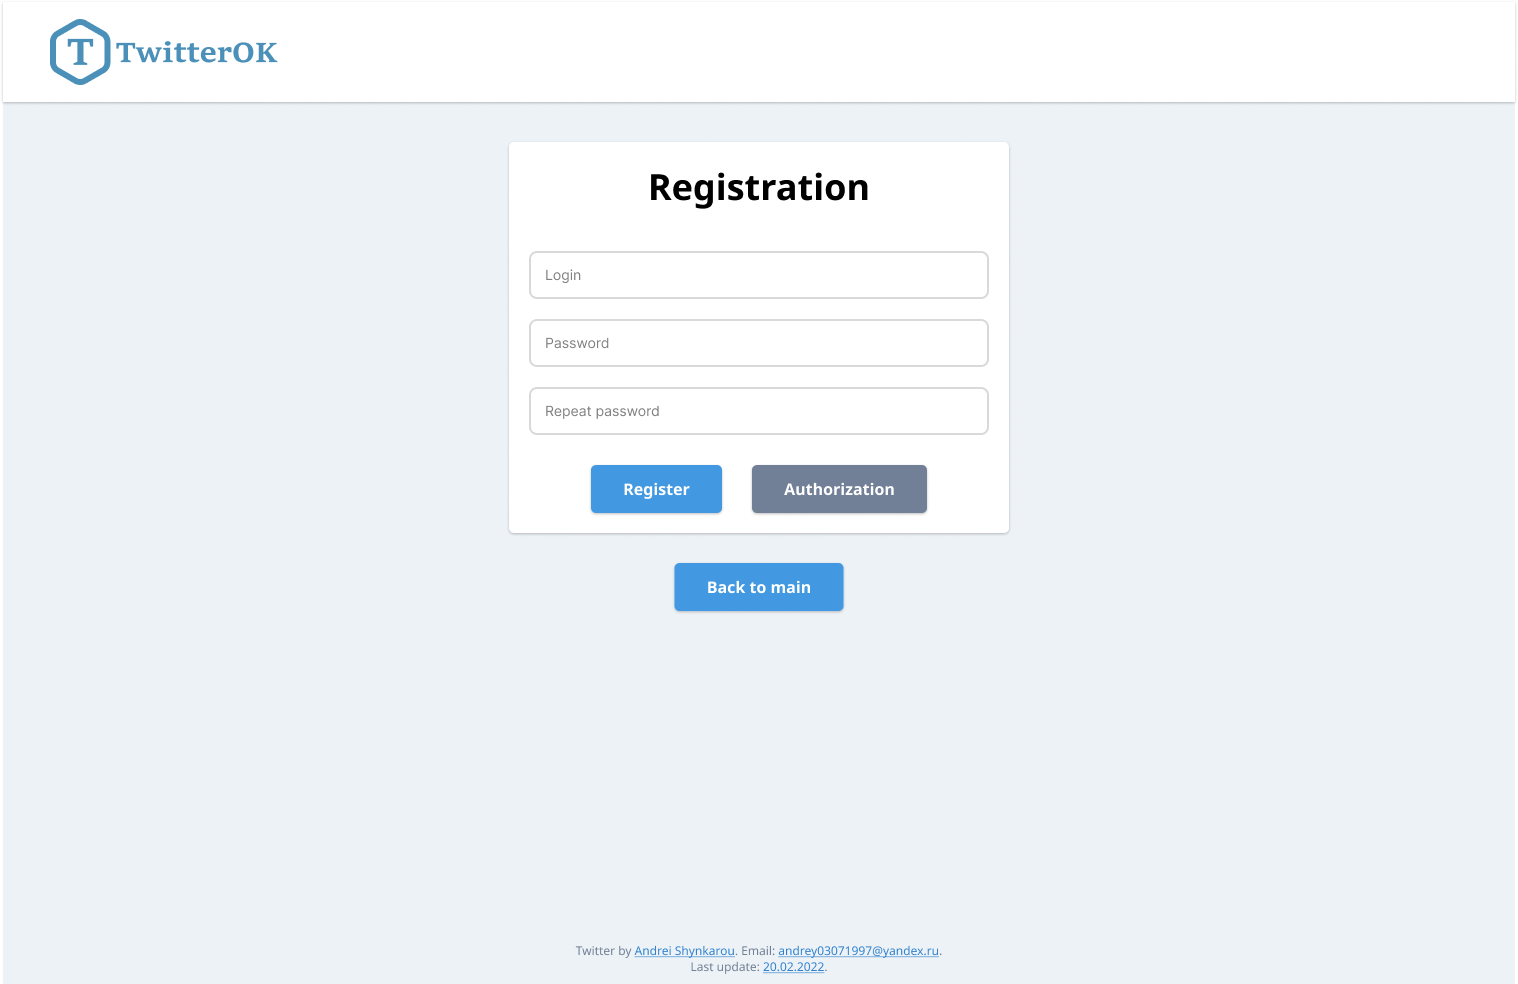 T TwitterOK
Registration
Login
Password
Repeat password
Register
Authorization
Back to main
Twitter by Andrei Shynkarou. Email: andrey03071997@yandex.ru.
Last update: 20.02.2022.